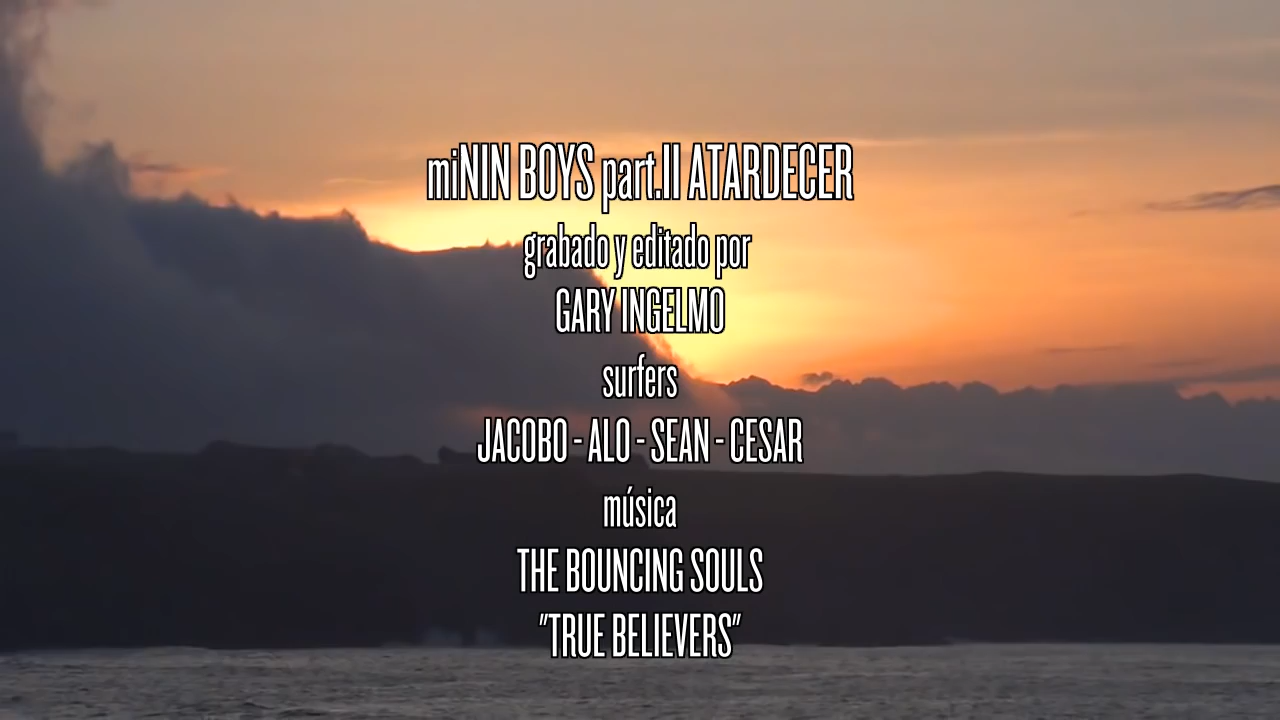 miNIN BOYS part.II ATARDECER
grabado y editado por
GARY INGELMO
surfers
JACOBO - ALO - SEAN - CESAR
música
THE BOUNCING SOULS
"TRUE BELIEVERS"